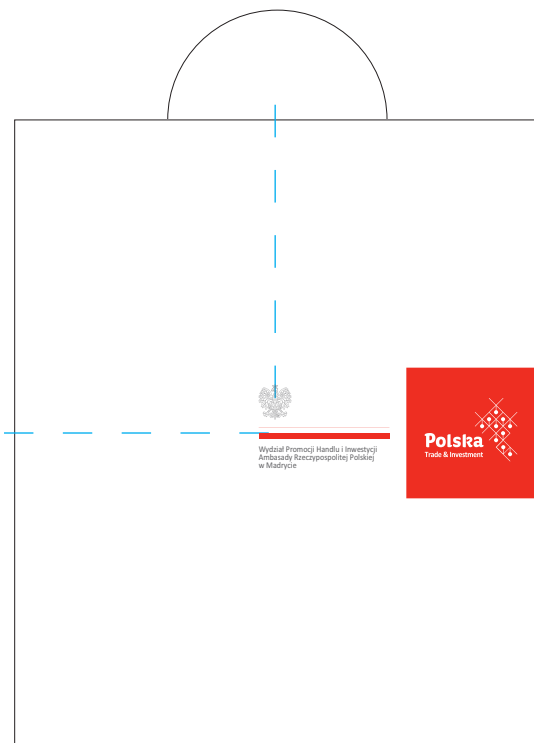 Wydział Promocji Handlu i Inwestycji
Ambasady Rzeczypospolitej Polskiej
w Madrycie
Polska
Trade & Investment